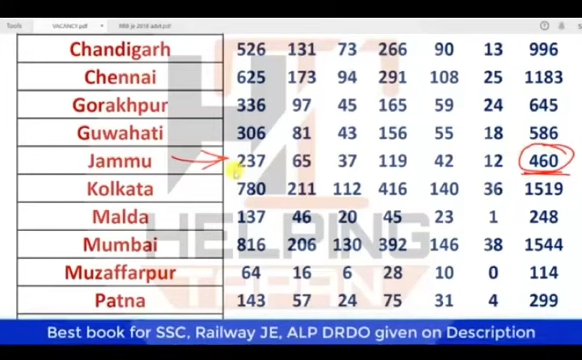 Tools VACANCY.pdf RRB je 2018 advt.pdf
Chandigarh 526 131 73 266 90 13 996
Chennai 625 173 94 291 108 25 1183
Gorakhpur 336 97 45 165 59 24 645
Guwahati 306 81 43 156 55 18 586
Jammu 237 65 37 119 42 12 460
Kolkata 780 211 112 416 140 36 1519
Malda 137 46 20 45 23 1 248
Mumbai 816 206 130 392 146 38 1544
Muzaffarpur 64 16 6 28 10 0 114
Patna 143 57 24 75 31 4 299
HELPING
TAPAN
Best book for SSC, Railway JE, ALP DRDO given on Description